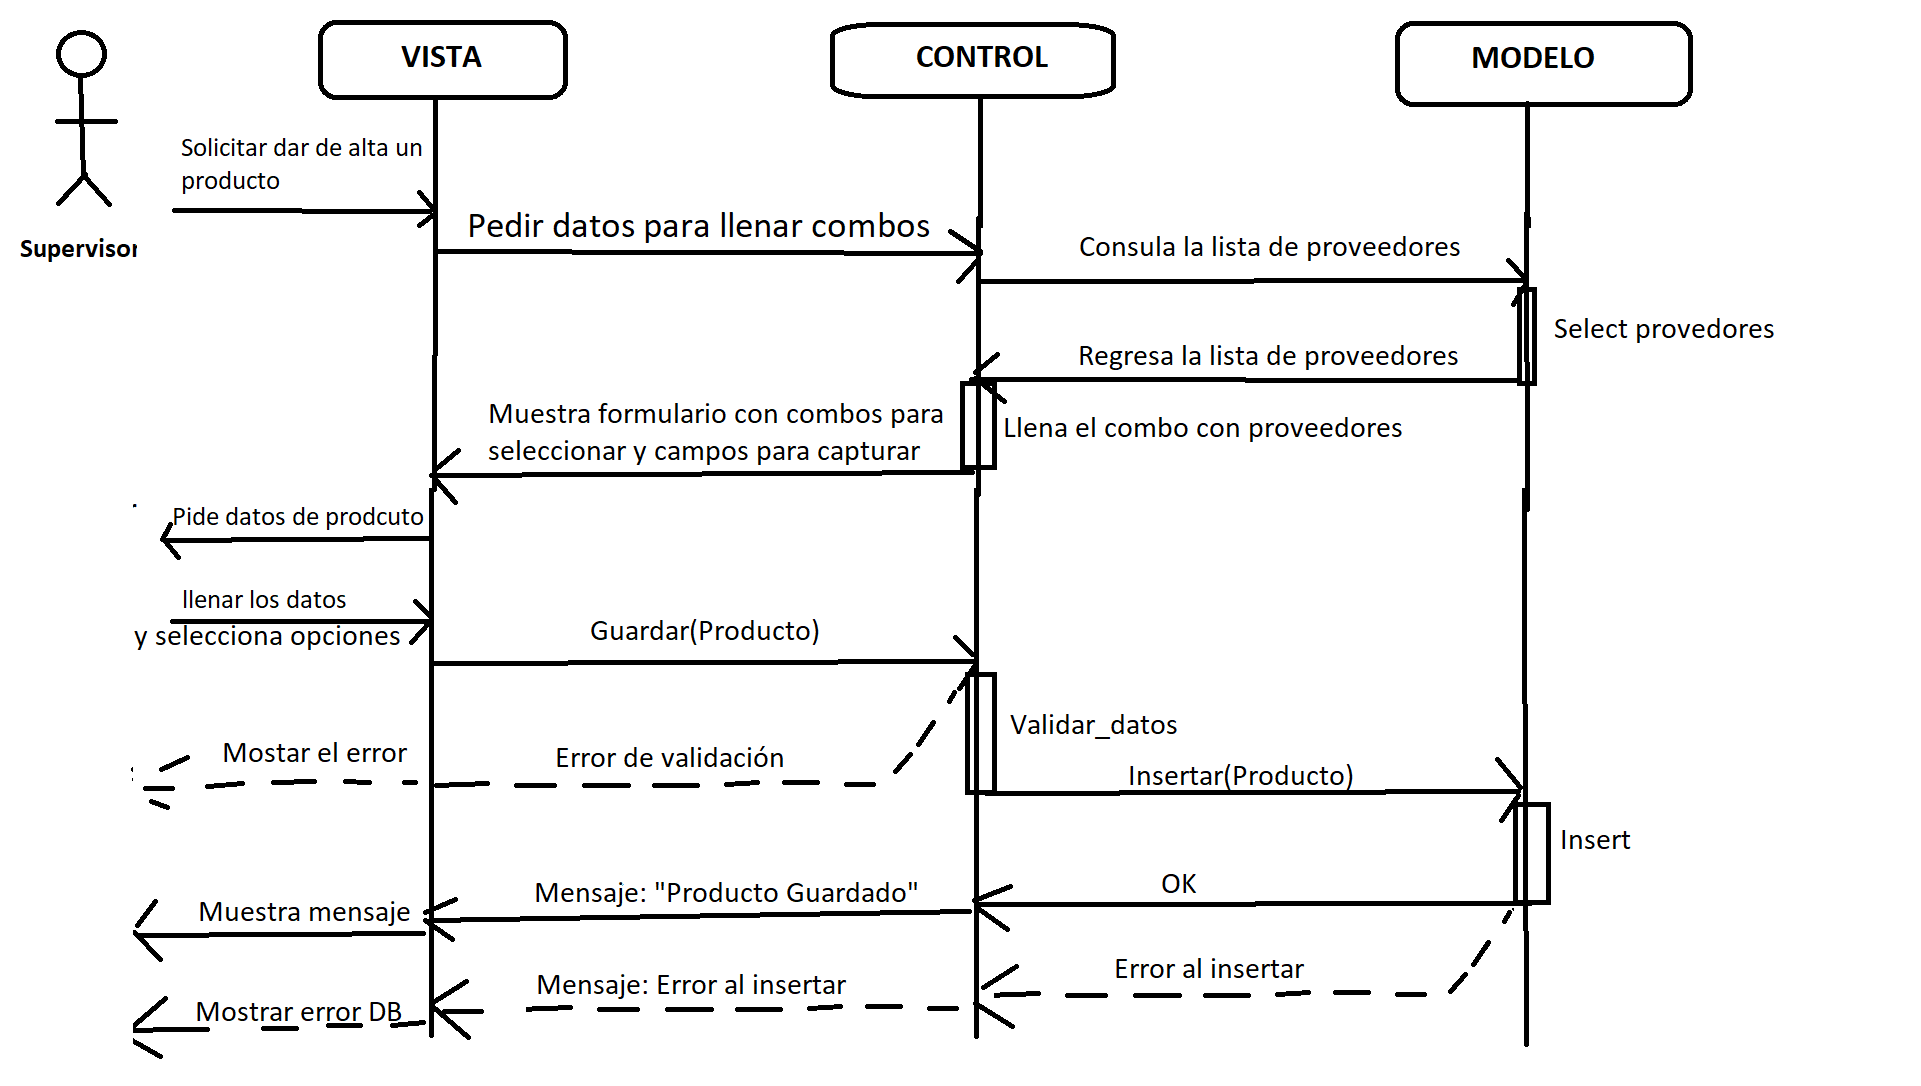 VISTA
CONTROL
MODELO
Solicitar dar de alta un
producto
Supervisor
Pedir datos para llenar combos
Consula la lista de proveedores
Select provedores
Regresa la lista de proveedores
Muestra formulario con combos para
seleccionar y campos para capturar
Llena el combo con proveedores
Pide datos de prodcuto
llenar los datos
y selecciona opciones
Guardar(Producto)
Validar_datos
Mostar el error
Error de validación
Insertar(Producto)
Insert
OK
Mensaje: "Producto Guardado"
Muestra mensaje
Error al insertar
Mensaje: Error al insertar
Mostrar error DB